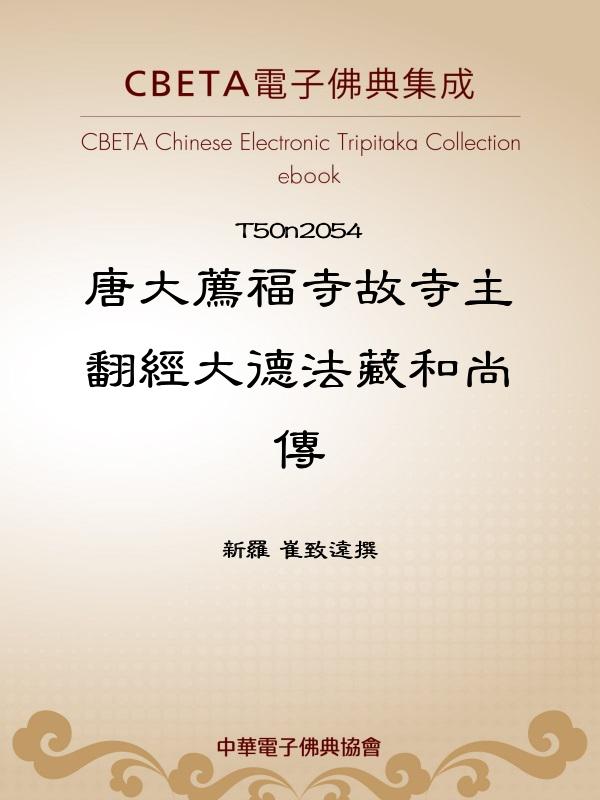 CBETA電子佛典集成
CBETA Chinese Electronic Tripitaka Collection
ebook
T50n2054
唐大薦福寺故寺主
翻經大德法藏和尚
傳
新羅 崔致遠撰
中華電子佛典協會